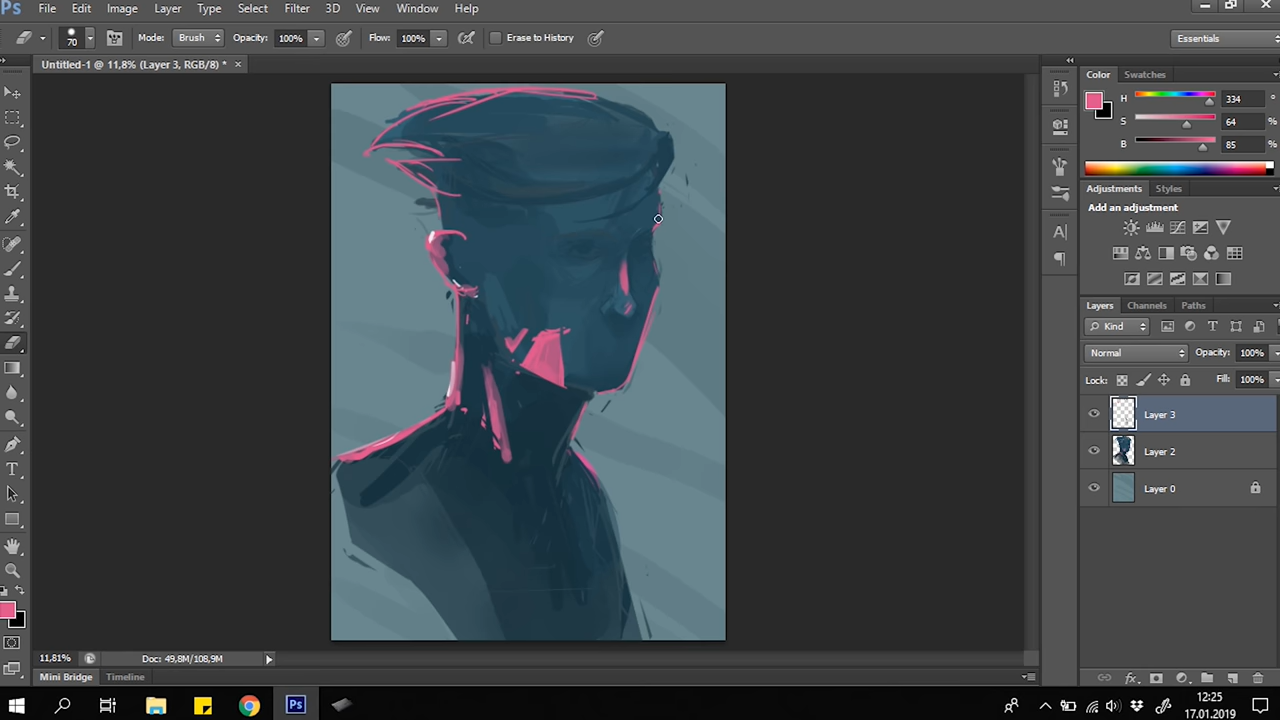 Ps File Edit Image Layer Type Select Filter 3D View Window Help
70 Mode: Brush Opacity: 100% Flow: 100% Erase to History Essentials
Untitled-1 @ 11,8% (Layer 3, RGB/8) * ×
Color Swatches
H 334 °
S 64 %
B 85 %
Adjustments Styles
Add an adjustment
Layers Channels Paths
Kind
Normal Opacity: 100%
Lock: Fill: 100%
Layer 3
Layer 2
Layer 0
11,81% Doc: 49,8M/108,9M
Mini Bridge Timeline
Ps
12:25
17.01.2019